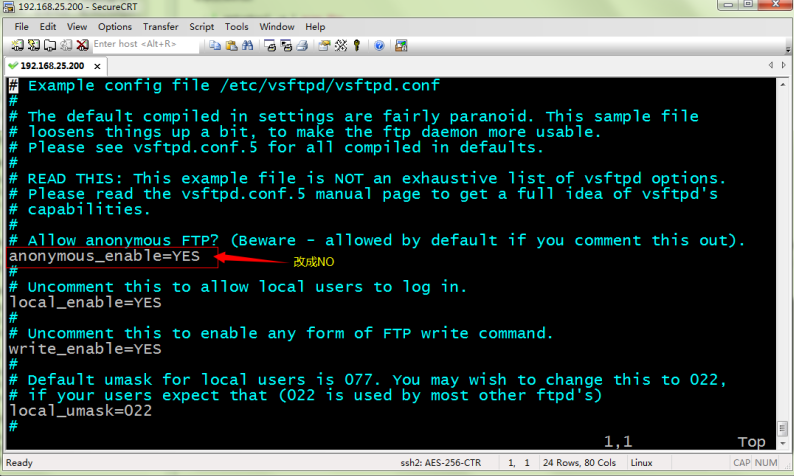 192.168.25.200 - SecureCRT
File Edit View Options Transfer Script Tools Window Help
Enter host <Alt+R>
192.168.25.200
# Example config file /etc/vsftpd/vsftpd.conf
#
# The default compiled in settings are fairly paranoid. This sample file
# loosens things up a bit, to make the ftp daemon more usable.
# Please see vsftpd.conf.5 for all compiled in defaults.
#
# READ THIS: This example file is NOT an exhaustive list of vsftpd options.
# Please read the vsftpd.conf.5 manual page to get a full idea of vsftpd's
# capabilities.
#
# Allow anonymous FTP? (Beware - allowed by default if you comment this out).
anonymous_enable=YES 改成NO
#
# Uncomment this to allow local users to log in.
local_enable=YES
#
# Uncomment this to enable any form of FTP write command.
write_enable=YES
#
# Default umask for local users is 077. You may wish to change this to 022,
# if your users expect that (022 is used by most other ftpd's)
local_umask=022
#
1,1 Top
Ready ssh2: AES-256-CTR 1, 1 24 Rows, 80 Cols Linux CAP NUM